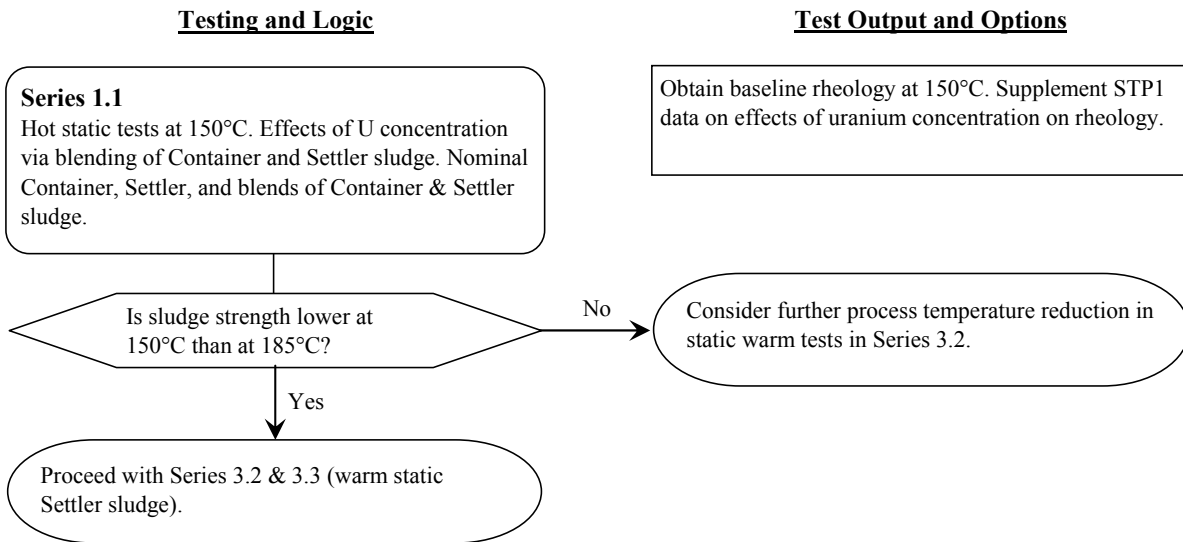 Testing and Logic
Test Output and Options
Series 1.1
Hot static tests at 150°C. Effects of U concentration
via blending of Container and Settler sludge. Nominal
Container, Settler, and blends of Container & Settler
sludge.
Obtain baseline rheology at 150°C. Supplement STP1
data on effects of uranium concentration on rheology.
Is sludge strength lower at
150°C than at 185°C?
No
Consider further process temperature reduction in
static warm tests in Series 3.2.
Yes
Proceed with Series 3.2 & 3.3 (warm static
Settler sludge).